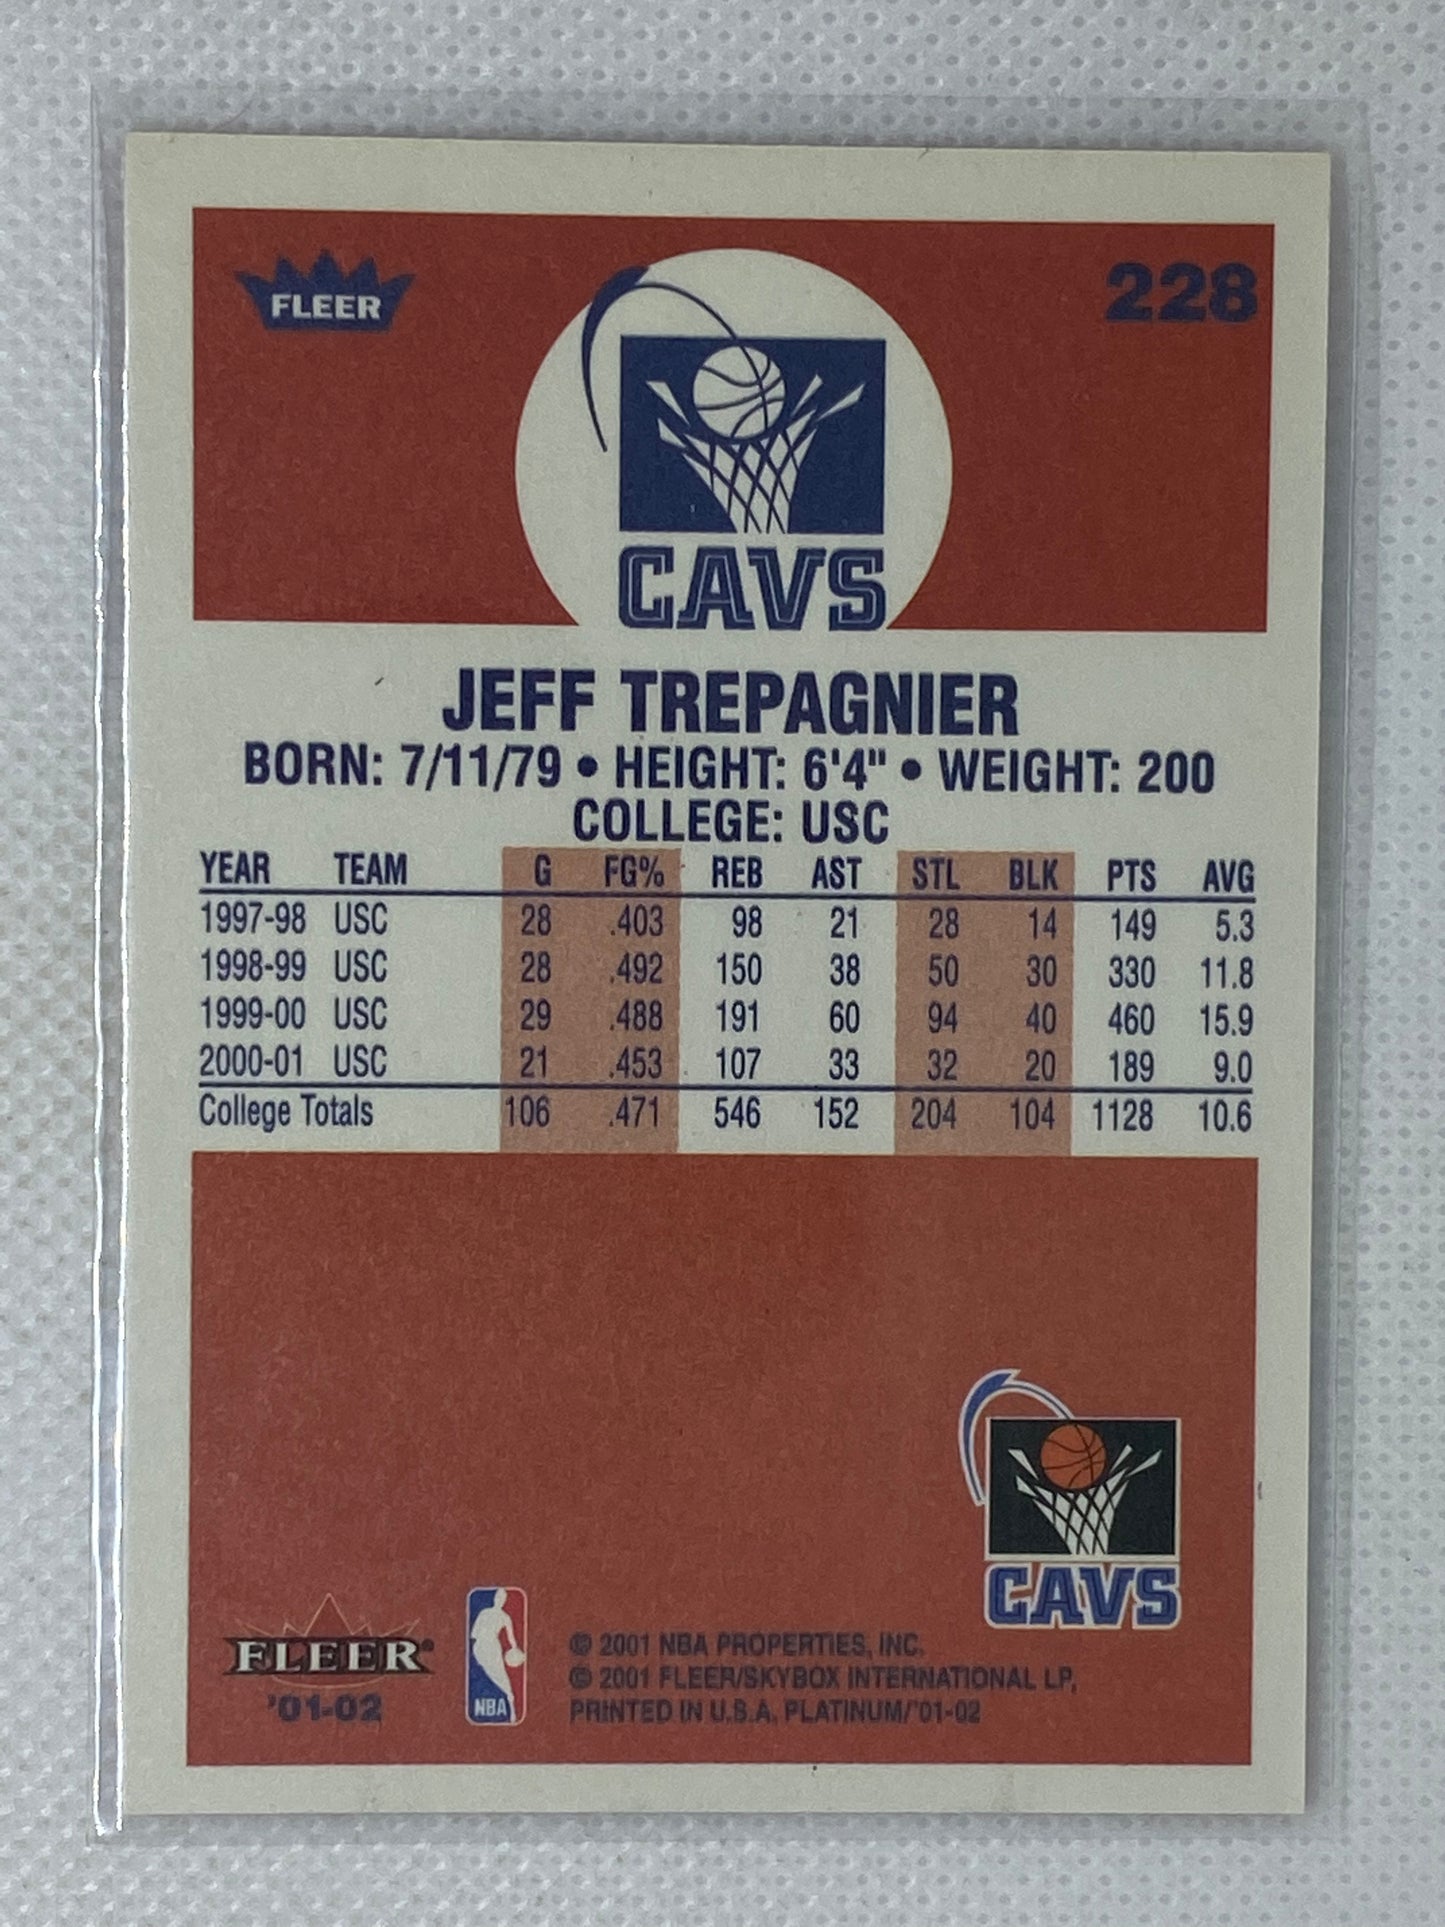 FLEER
228
CAVS
JEFF TREPAGNIER
BORN: 7/11/79 • HEIGHT: 6'4" • WEIGHT: 200
COLLEGE: USC
YEAR TEAM G FG% REB AST STL BLK PTS AVG
1997-98 USC 28 .403 98 21 28 14 149 5.3
1998-99 USC 28 .492 150 38 50 30 330 11.8
1999-00 USC 29 .488 191 60 94 40 460 15.9
2000-01 USC 21 .453 107 33 32 20 189 9.0
College Totals 106 .471 546 152 204 104 1128 10.6
CAVS
FLEER®
'01-02
NBA
© 2001 NBA PROPERTIES, INC.
© 2001 FLEER/SKYBOX INTERNATIONAL LP,
PRINTED IN U.S.A. PLATINUM/'01-02